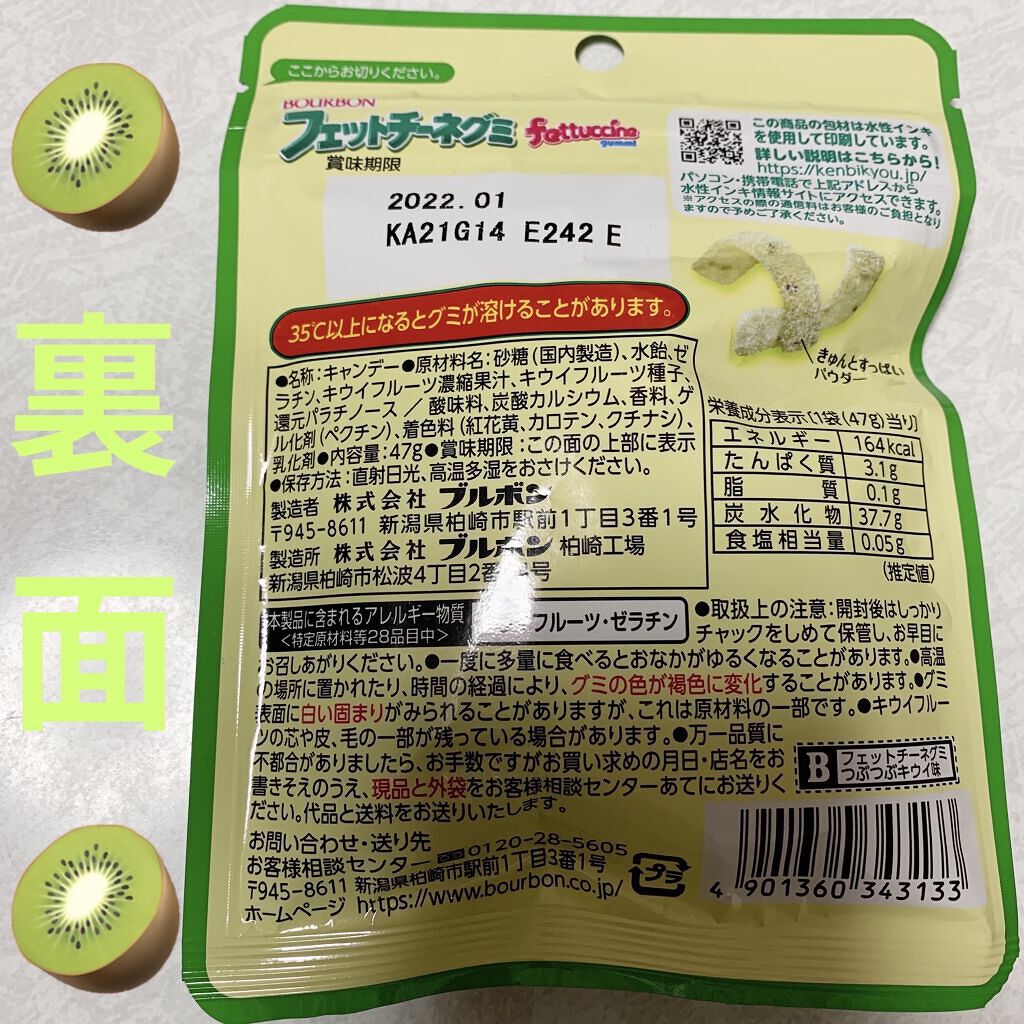 裏面
ここからお切りください。
BOURBON
フェットチーネグミ
fettuccine
gummi
賞味期限
2022.01
KA21G14 E242 E
この商品の包材は水性インキ
を使用して印刷しています。
詳しい説明はこちらから!
https://kenbikyou.jp/
パソコン・携帯電話で上記アドレスから
水性インキ情報サイトにアクセスできます。
※アクセスの際の通信料はお客様のご負担となり
ますので予めご了承ください。
きゅんとすっぱい
パウダー
35℃以上になるとグミが溶けることがあります。
●名称:キャンデー●原材料名:砂糖(国内製造)、水飴、ゼ
ラチン、キウイフルーツ濃縮果汁、キウイフルーツ種子、
還元パラチノース/酸味料、炭酸カルシウム、香料、ゲ
ル化剤(ペクチン)、着色料(紅花黄、カロテン、クチナシ)、
乳化剤●内容量:47g●賞味期限:この面の上部に表示
●保存方法:直射日光、高温多湿をおさけください。
製造者 株式会社 ブルボン
〒945-8611 新潟県柏崎市駅前1丁目3番1号
製造所 株式会社 ブルボン 柏崎工場
新潟県柏崎市松波4丁目2番 号
栄養成分表示(1袋(47g)当り)
エネルギー 164kcal
たんぱく質 3.1g
脂質 0.1g
炭水化物 37.7g
食塩相当量 0.05g
(推定値)
本製品に含まれるアレルギー物質
<特定原材料等28品目中>
フルーツ・ゼラチン
●取扱上の注意:開封後はしっかり
チャックをしめて保管し、お早目に
お召しあがりください。●一度に多量に食べるとおなかがゆるくなることがあります。●高温
の場所に置かれたり、時間の経過により、グミの色が褐色に変化することがあります。●グミ
表面に白い固まりがみられることがありますが、これは原材料の一部です。●キウイフルー
ツの芯や皮、毛の一部が残っている場合があります。●万一品質に
不都合がありましたら、お手数ですがお買い求めの月日・店名をお
書きそえのうえ、現品と外袋をお客様相談センターあてにお送りく
ださい。代品と送料をお送りいたします。
B フェットチーネグミ
つぶつぶキウイ味
お問い合わせ・送り先
お客様相談センター 0120-28-5605
〒945-8611 新潟県柏崎市駅前1丁目3番1号
ホームページ https://www.bourbon.co.jp/
プラ
4 901360 343133